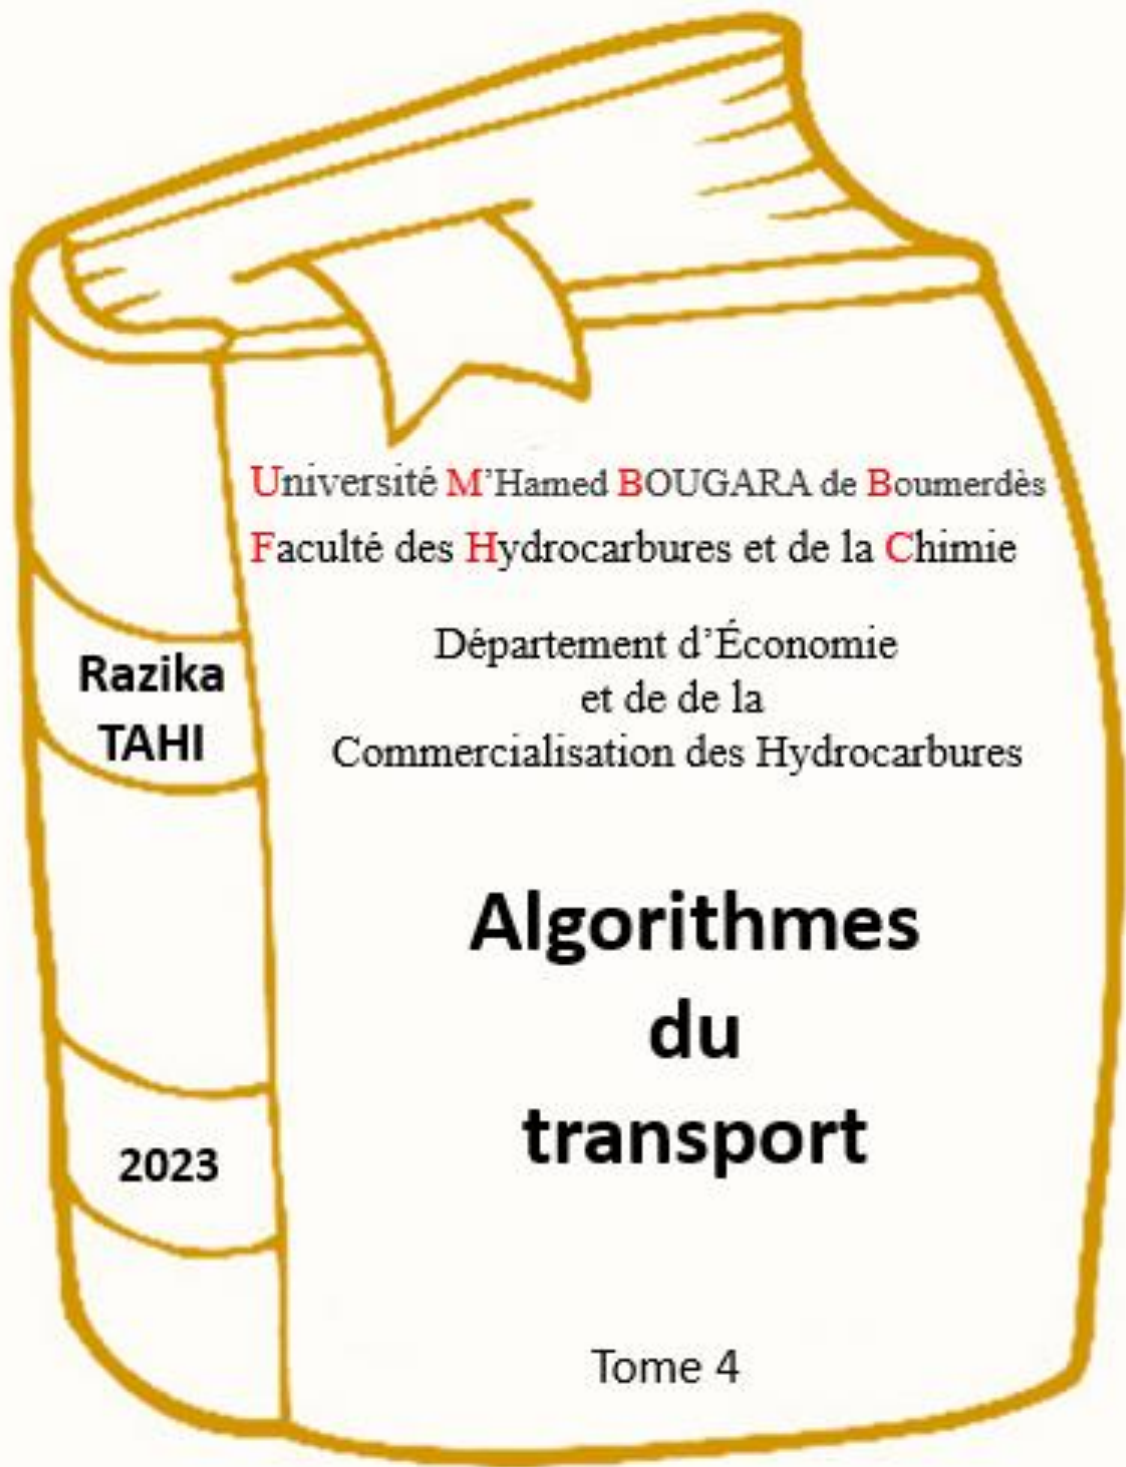 Université M'Hamed BOUGARA de Boumerdès
Faculté des Hydrocarbures et de la Chimie
Département d'Économie
et de de la
Commercialisation des Hydrocarbures
Razika
TAHI
Algorithmes
du
transport
2023
Tome 4